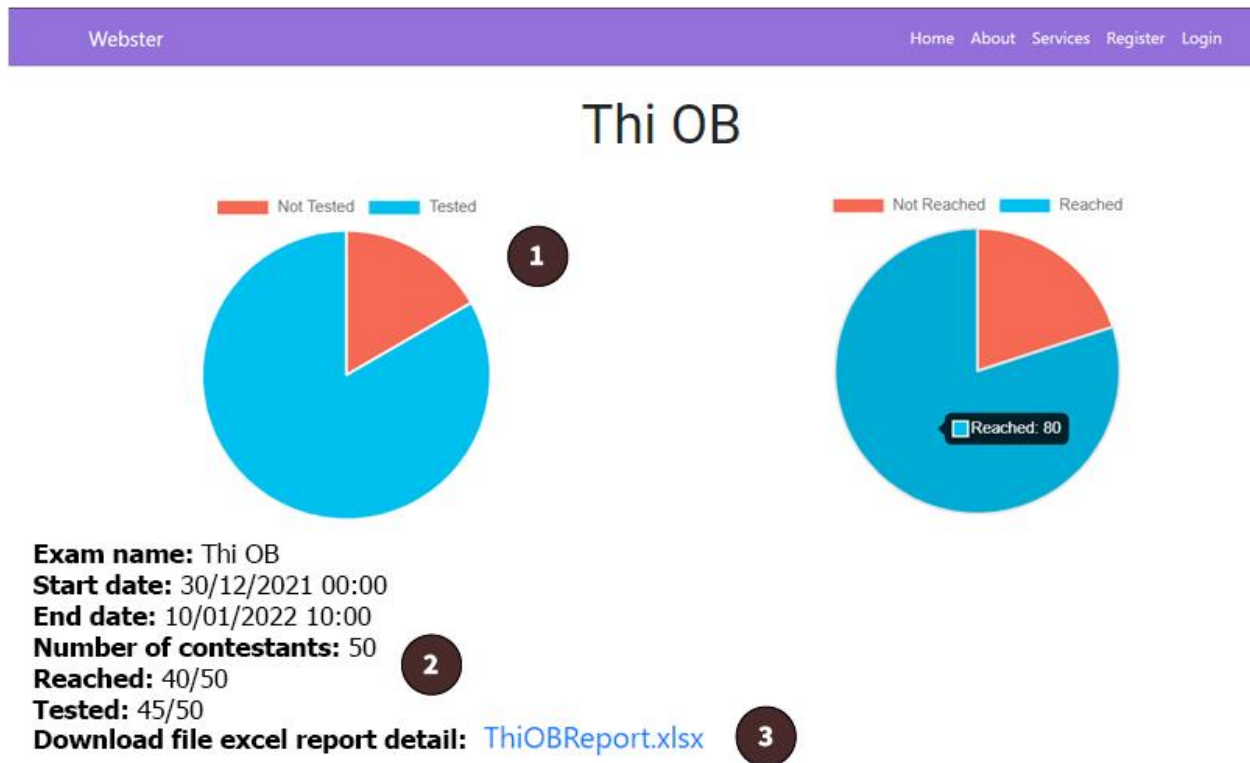 Webster Home About Services Register Login
Thi OB
Not Tested Tested
Not Reached Reached
1
Reached: 80
Exam name: Thi OB
Start date: 30/12/2021 00:00
End date: 10/01/2022 10:00
Number of contestants: 50
2
Reached: 40/50
Tested: 45/50
Download file excel report detail: ThiOBReport.xlsx
3